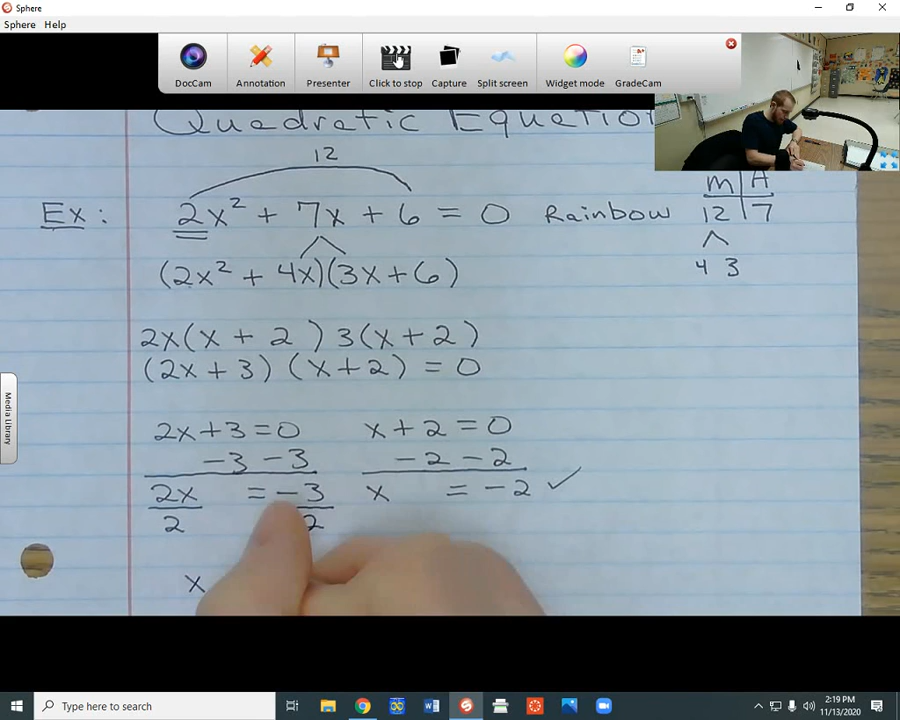 Sphere
Sphere Help
DocCam Annotation Presenter Click to stop Capture Split screen Widget mode GradeCam
Quadratic Equation
12
M A
Ex: 2x² + 7x + 6 = 0 Rainbow 12 7
(2x² + 4x)(3x + 6) 4 3
2x(x + 2) 3(x + 2)
(2x + 3)(x + 2) = 0
Media Library
2x + 3 = 0 x + 2 = 0
-3 -3 -2 -2
2x = -3 x = -2 ✓
2 2
x
Type here to search
2:19 PM
11/13/2020